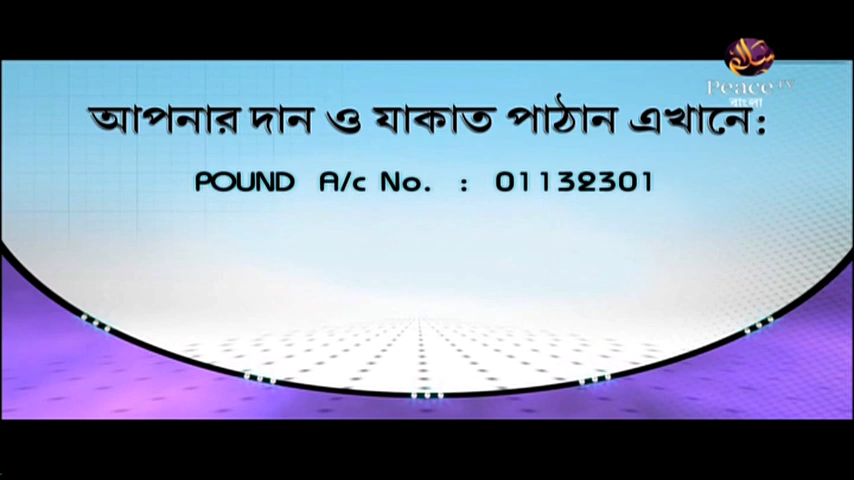 Peace TV
বাংলা
আপনার দান ও যাকাত পাঠান এখানে:
POUND A/c No. : 01132301